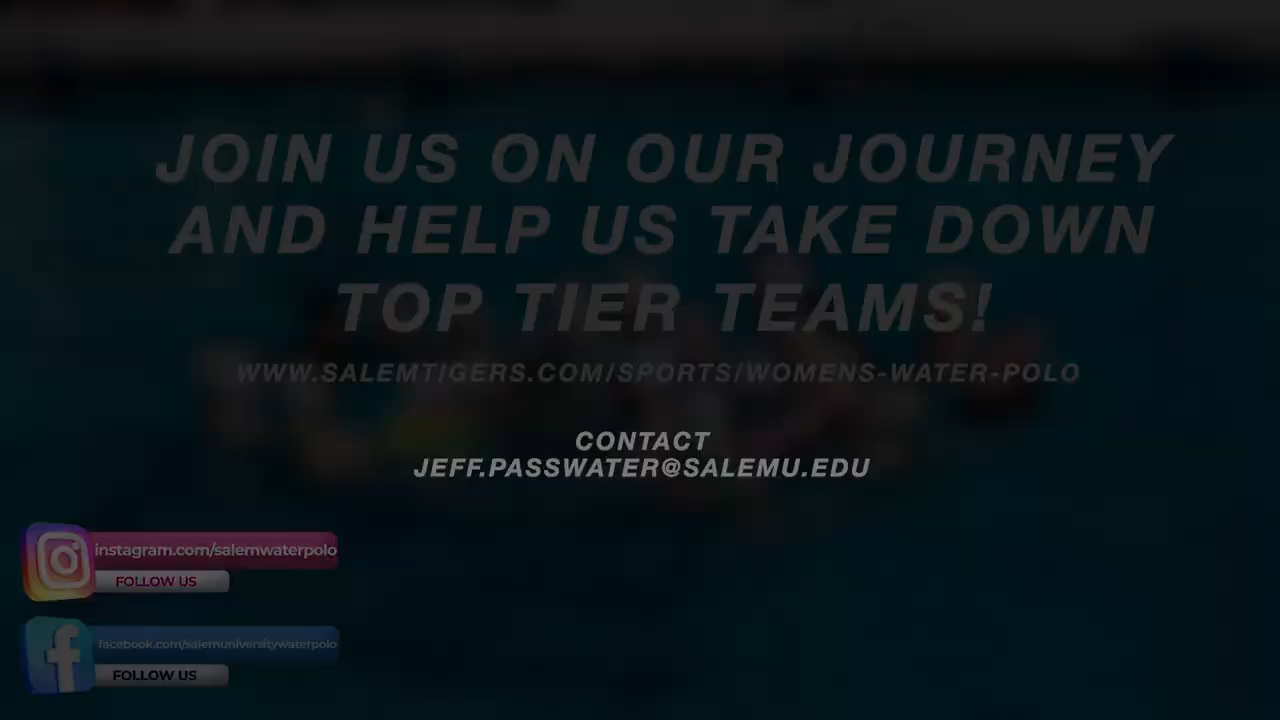 JOIN US ON OUR JOURNEY
AND HELP US TAKE DOWN
TOP TIER TEAMS!
WWW.SALEMTIGERS.COM/SPORTS/WOMENS-WATER-POLO
CONTACT
JEFF.PASSWATER@SALEMU.EDU
instagram.com/salemwaterpolo
FOLLOW US
facebook.com/salemuniversitywaterpolo
FOLLOW US